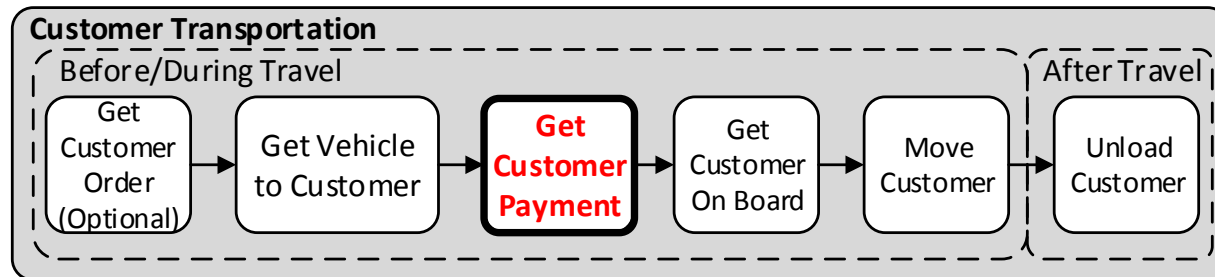 Customer Transportation
Before/During Travel
After Travel
Get
Customer
Order
(Optional)
Get Vehicle
to Customer
Get
Customer
Payment
Get
Customer
On Board
Move
Customer
Unload
Customer